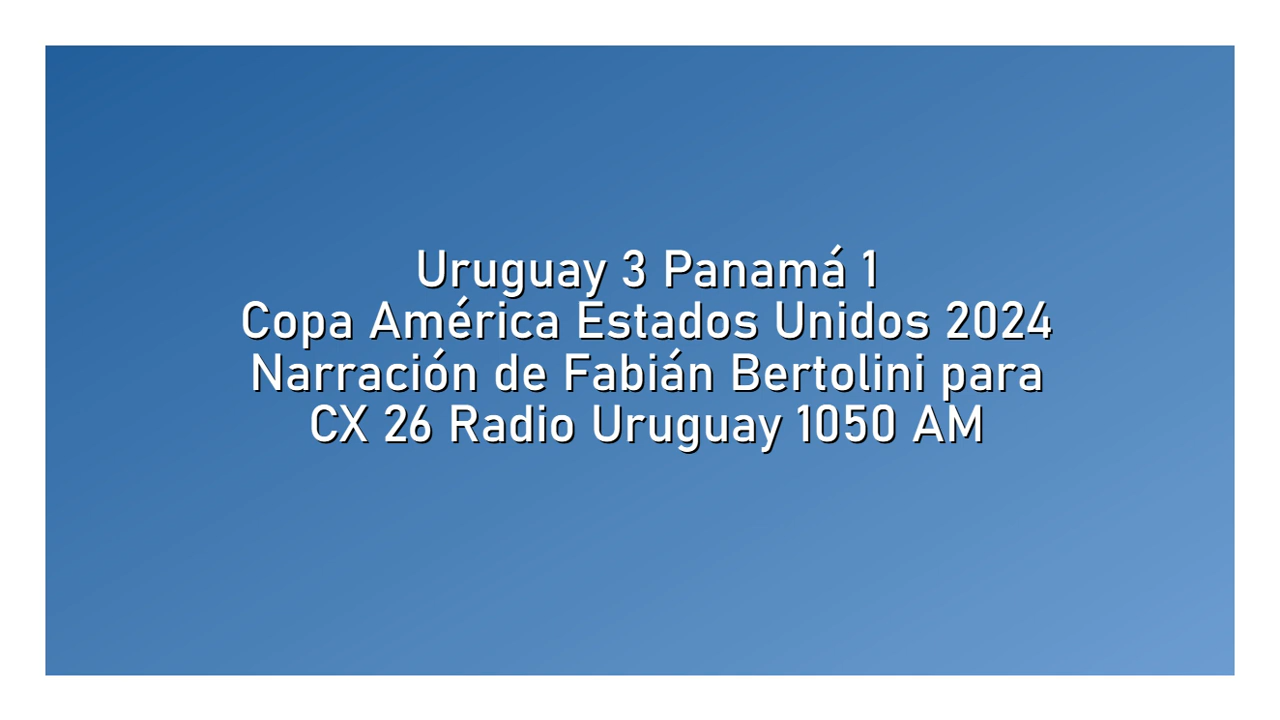 Uruguay 3 Panamá 1
Copa América Estados Unidos 2024
Narración de Fabián Bertolini para
CX 26 Radio Uruguay 1050 AM